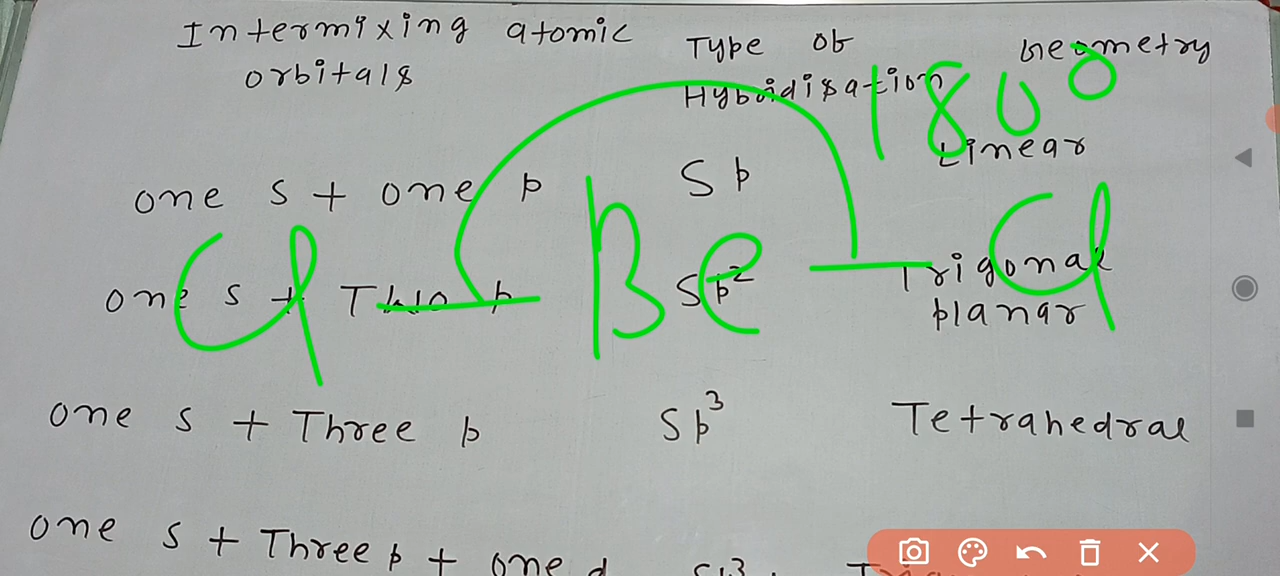 Intermixing atomic orbitals
Type of Hybridisation
Geometry
one s + one p sp Linear
one s + Two p sp² Trigonal planar
one s + Three p sp³ Tetrahedral
one s + Three p + one d
180°
Cl — Be — Cl